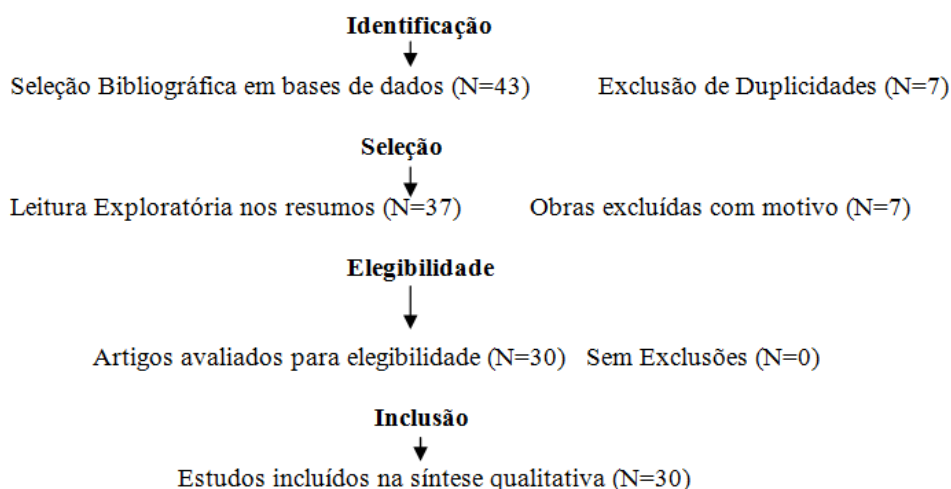 Identificação
Seleção Bibliográfica em bases de dados (N=43) Exclusão de Duplicidades (N=7)
Seleção
Leitura Exploratória nos resumos (N=37) Obras excluídas com motivo (N=7)
Elegibilidade
Artigos avaliados para elegibilidade (N=30) Sem Exclusões (N=0)
Inclusão
Estudos incluídos na síntese qualitativa (N=30)